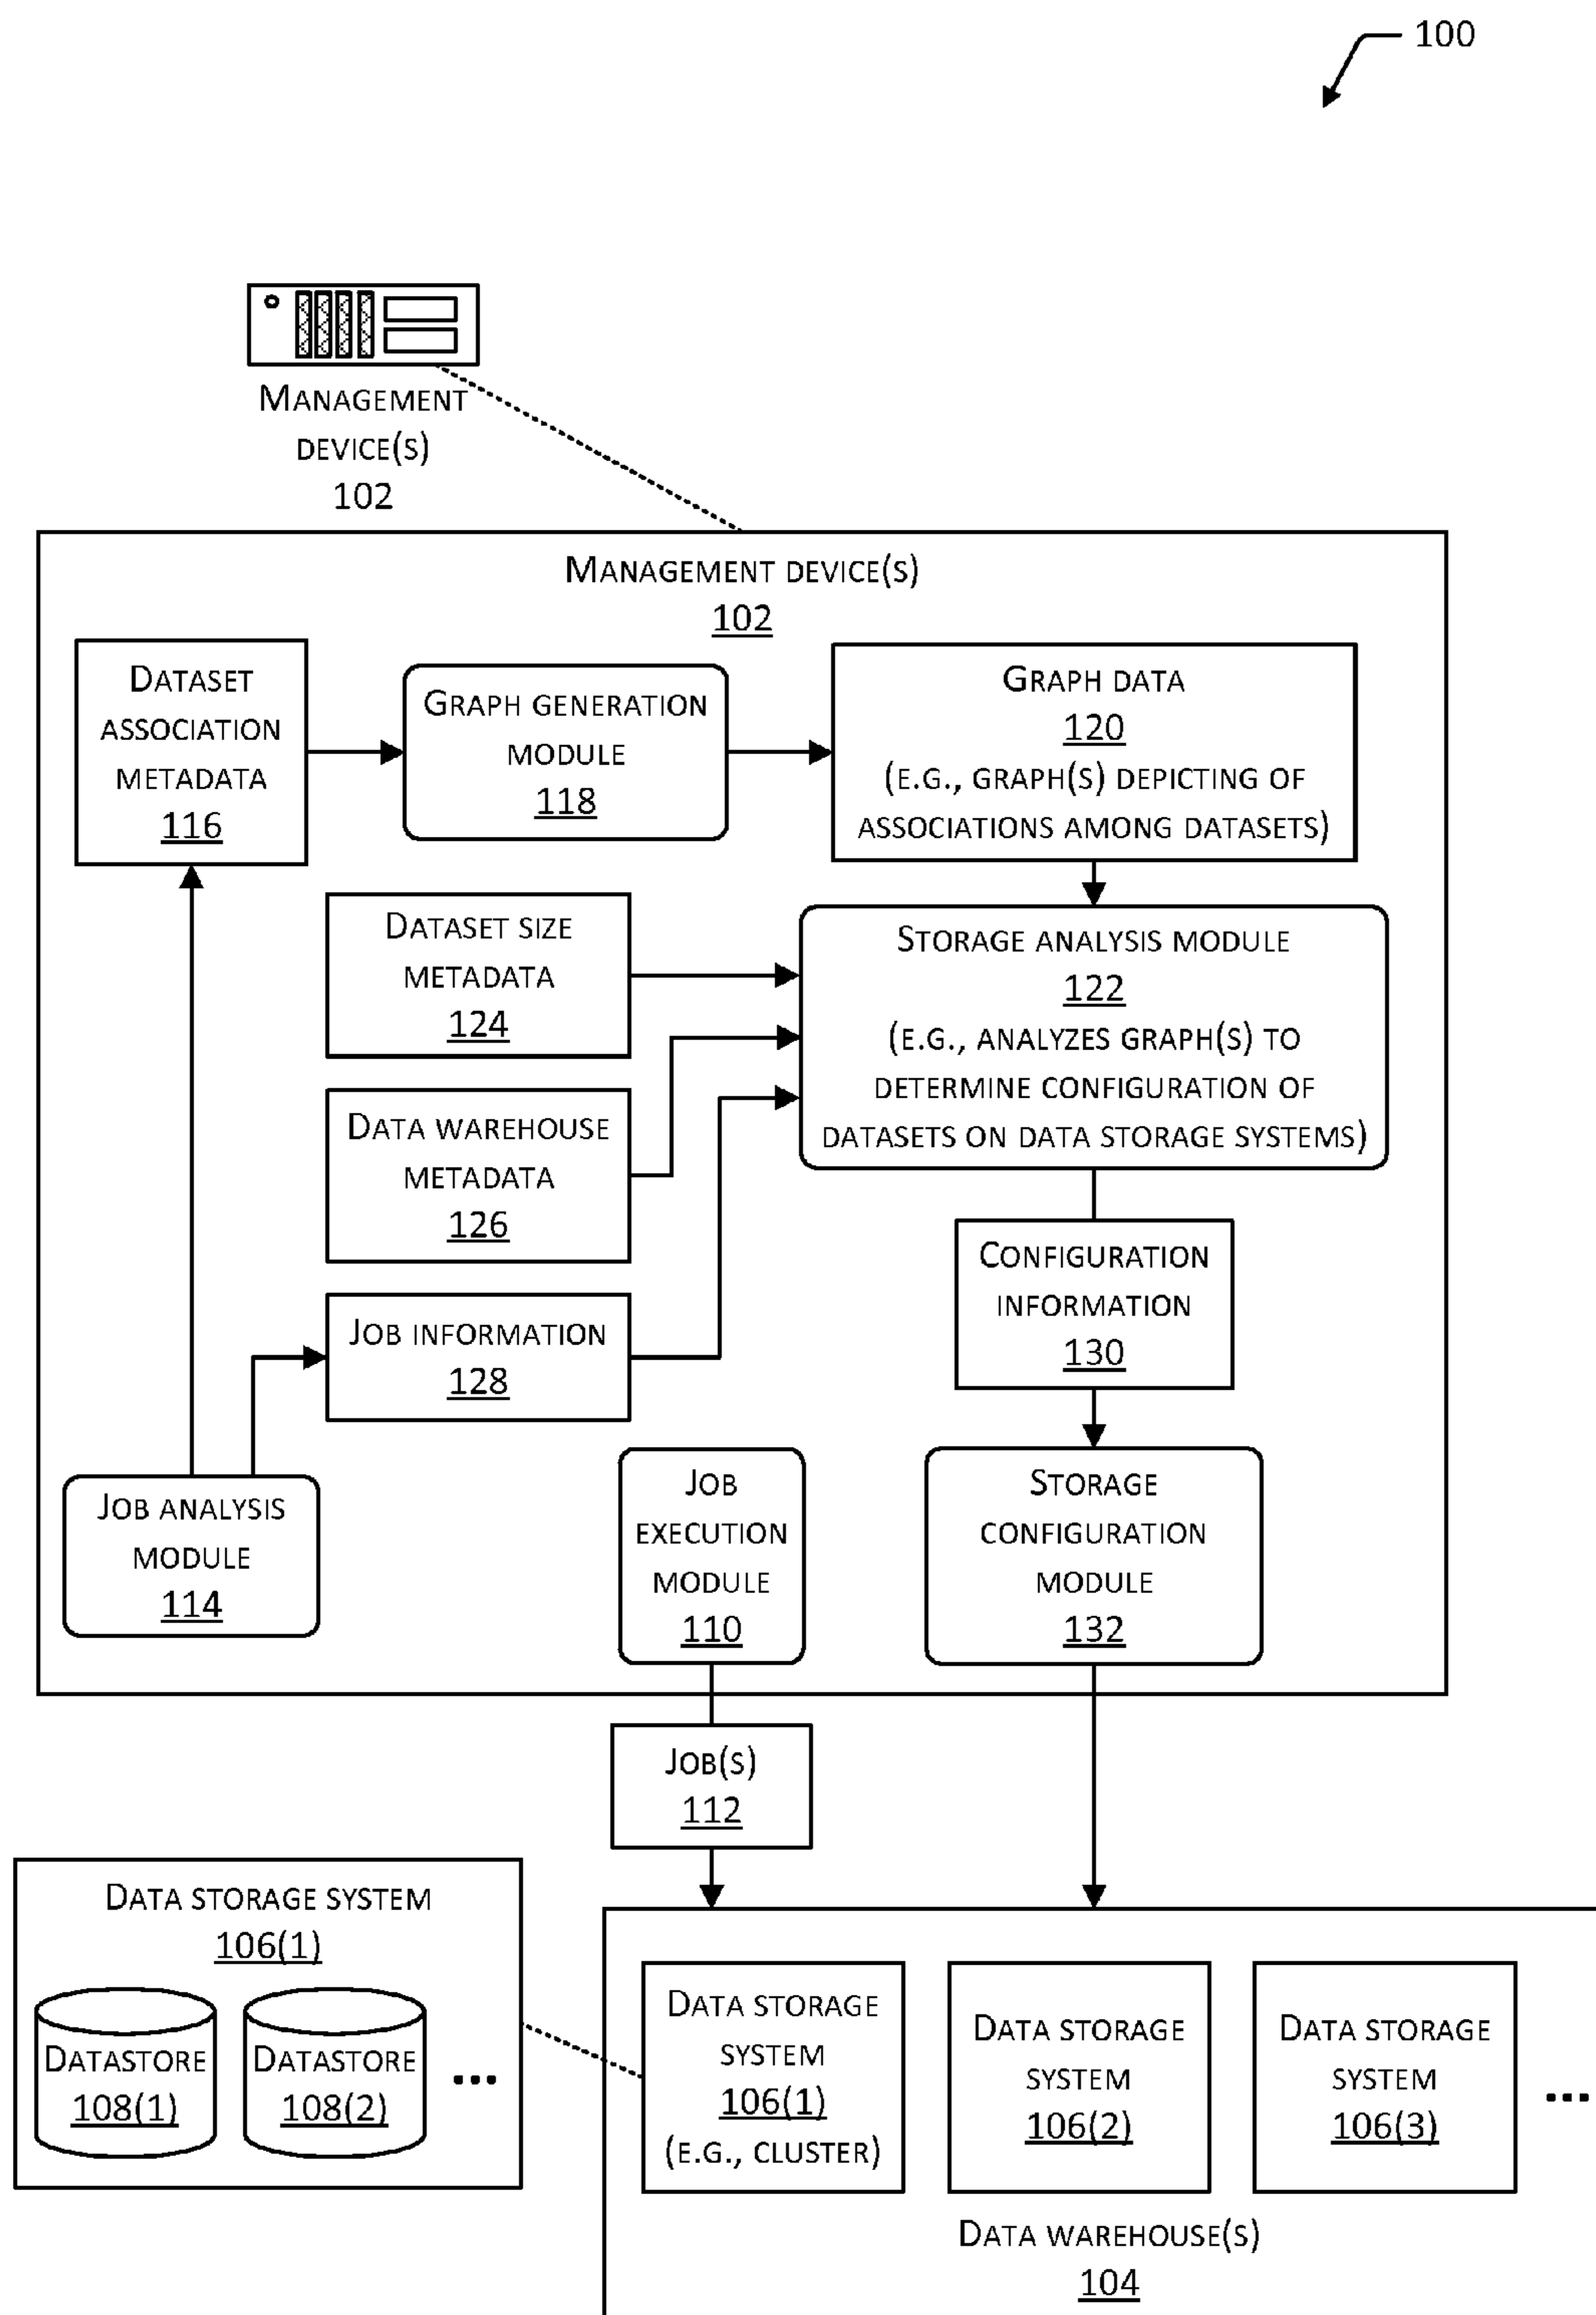 100
Management
device(s)
102
Management device(s)
102
Dataset
association
metadata
116
Graph generation
module
118
Graph data
120
(e.g., graph(s) depicting of
associations among datasets)
Dataset size
metadata
124
Storage analysis module
122
(e.g., analyzes graph(s) to
determine configuration of
datasets on data storage systems)
Data warehouse
metadata
126
Configuration
information
130
Job information
128
Job analysis
module
114
Job
execution
module
110
Storage
configuration
module
132
Job(s)
112
Data storage system
106(1)
Datastore
108(1)
Datastore
108(2)
...
Data storage
system
106(1)
(e.g., cluster)
Data storage
system
106(2)
Data storage
system
106(3)
...
Data warehouse(s)
104